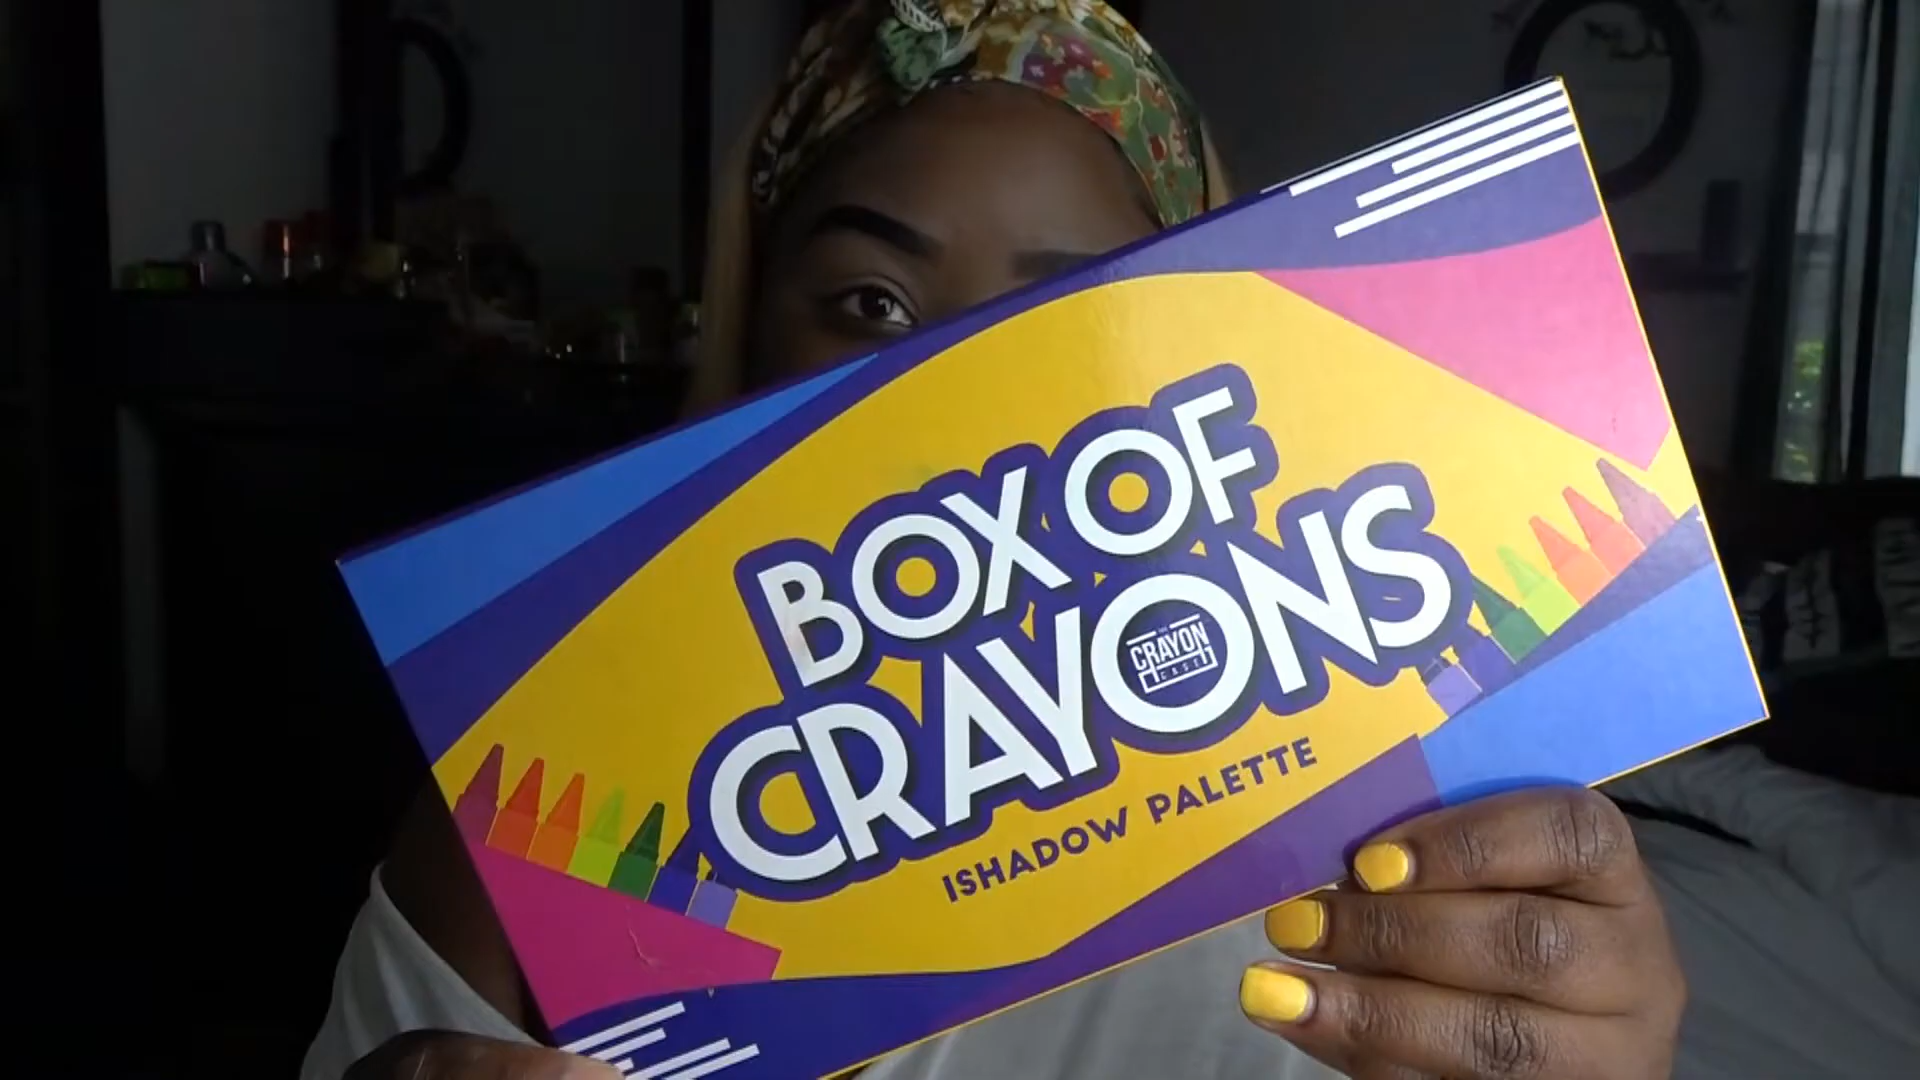 BOX OF
CRAYONS
THE
CRAYON
CASE
ISHADOW PALETTE